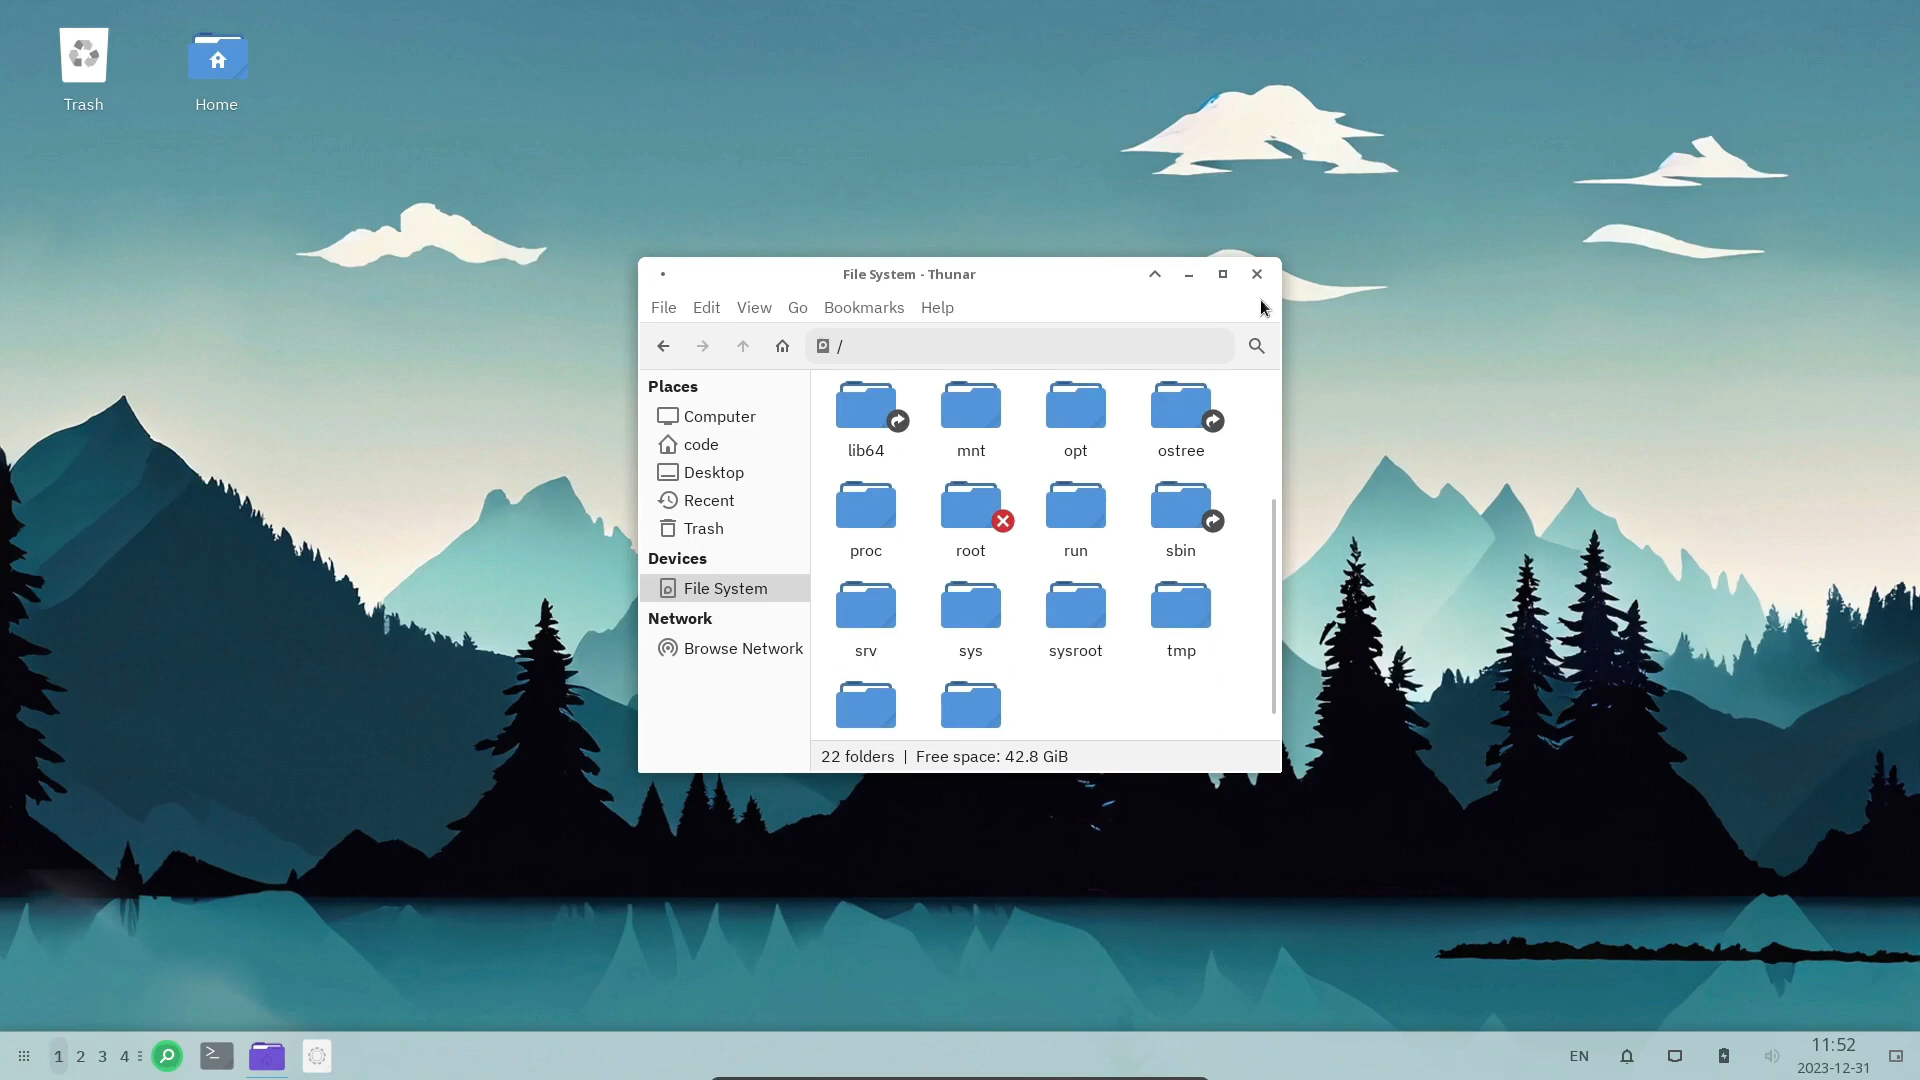 Trash
Home
File System - Thunar
File Edit View Go Bookmarks Help
/
Places
Computer
code
Desktop
Recent
Trash
Devices
File System
Network
Browse Network
lib64 mnt opt ostree
proc root run sbin
srv sys sysroot tmp
22 folders | Free space: 42.8 GiB
1 2 3 4
>_
EN
11:52
2023-12-31